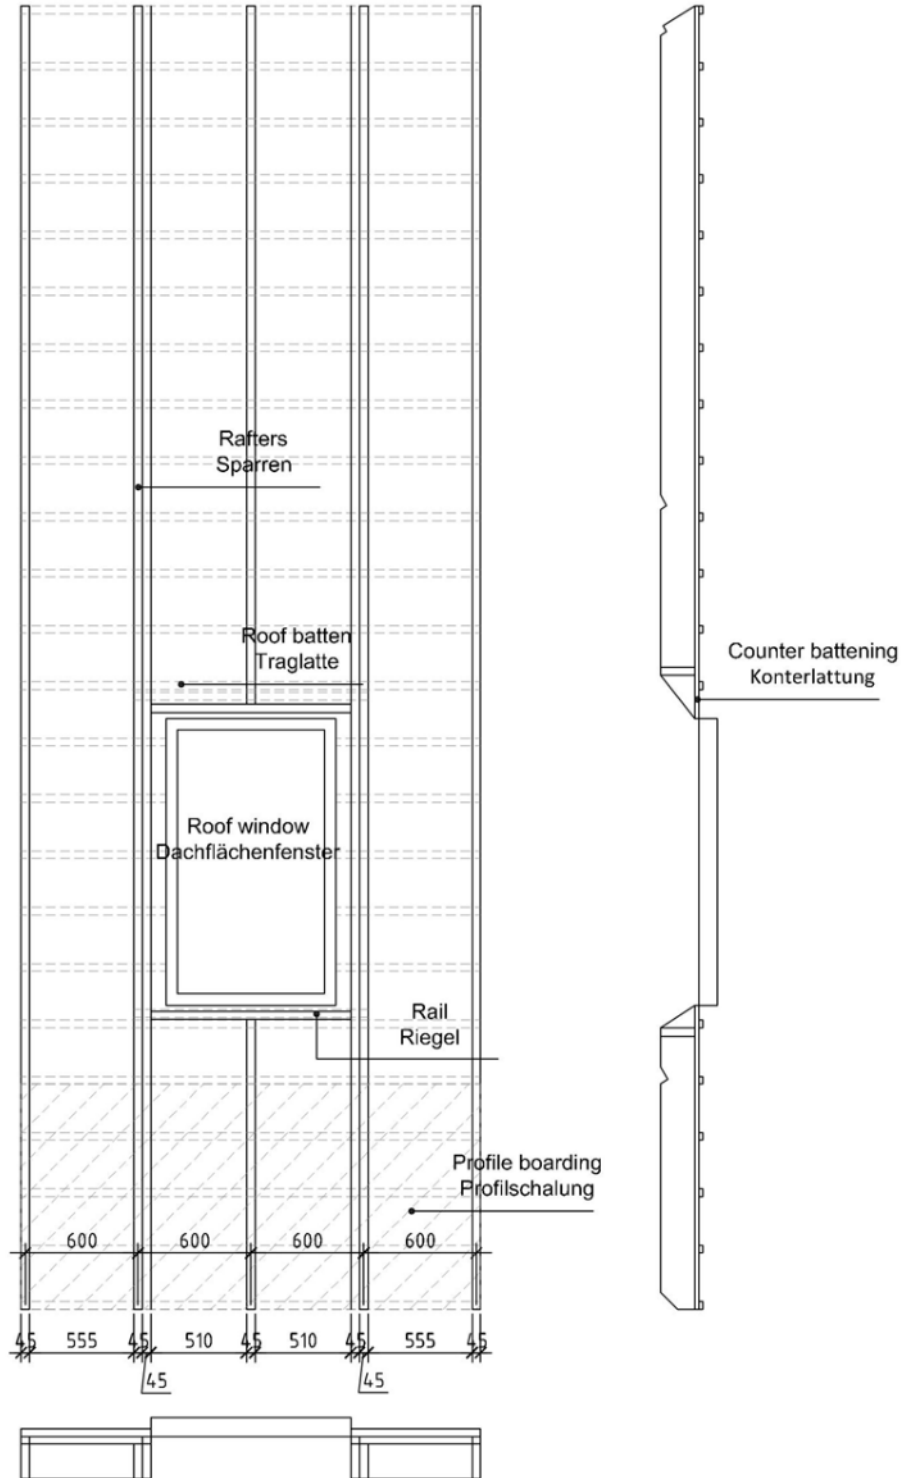 Rafters
Sparren
Roof batten
Traglatte
Counter battening
Konterlattung
Roof window
Dachflächenfenster
Rail
Riegel
Profile boarding
Profilschalung
600 600 600 600
45 555 45 510 510 45 555 45
45 45